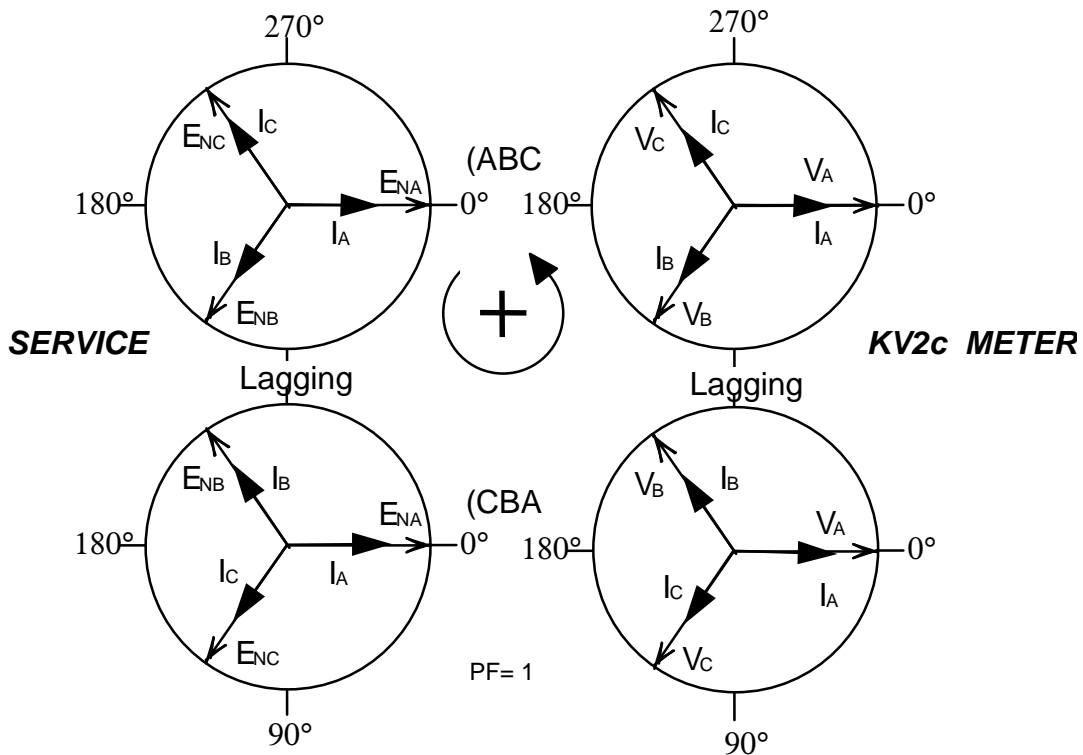 270°
270°
IC
ENC
IC
VC
(ABC
ENA
VA
180°
0°
180°
0°
IA
IA
IB
IB
ENB
VB
+
SERVICE
KV2c METER
Lagging
Lagging
IB
ENB
IB
VB
(CBA
ENA
VA
180°
0°
180°
0°
IC
IA
IC
IA
ENC
VC
PF= 1
90°
90°